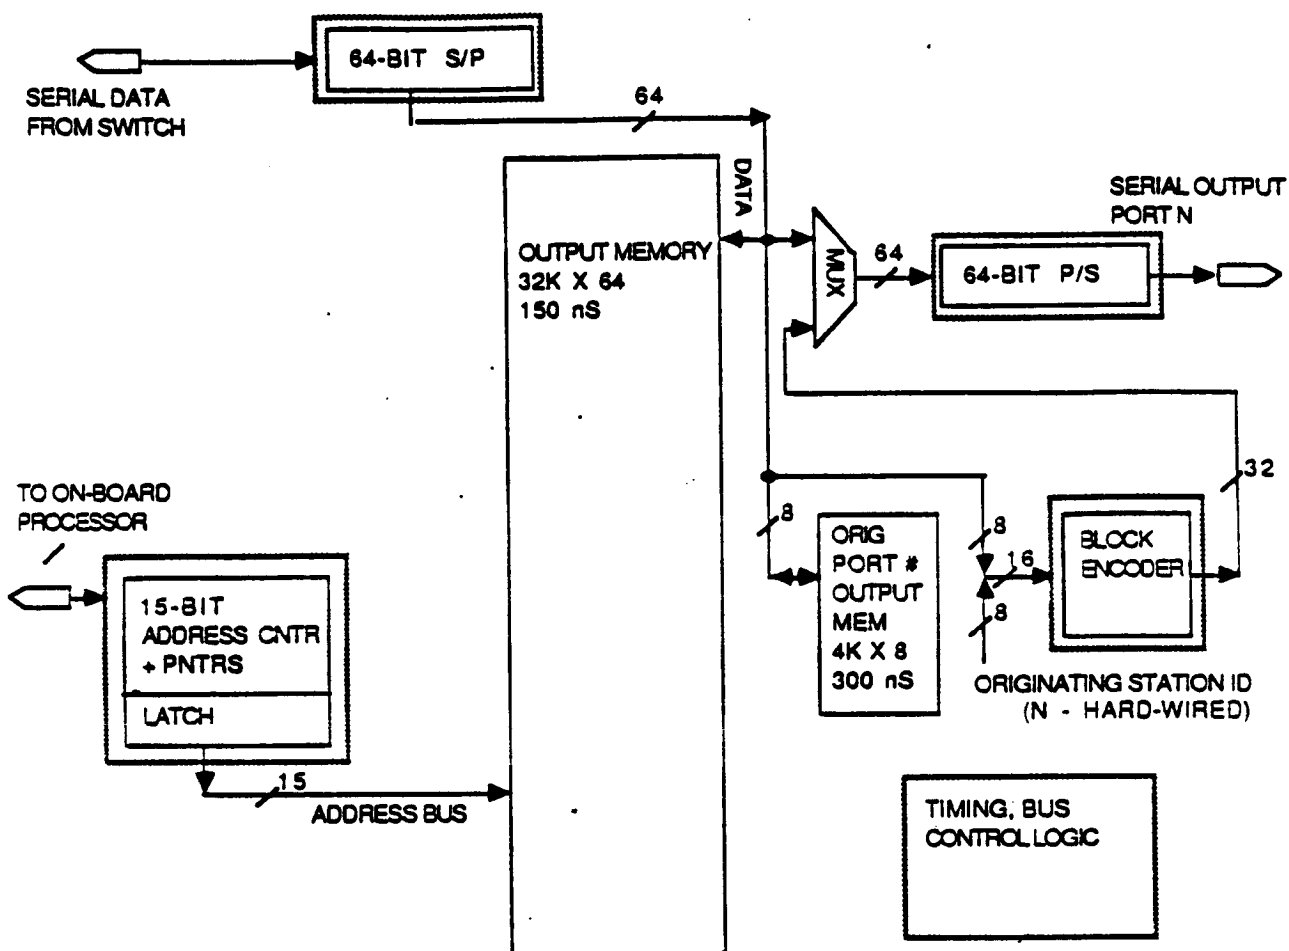 64-BIT S/P
SERIAL DATA
FROM SWITCH
64
DATA
SERIAL OUTPUT
PORT N
OUTPUT MEMORY
32K X 64
150 nS
MUX
64
64-BIT P/S
32
TO ON-BOARD
PROCESSOR
8
ORIG
PORT #
OUTPUT
MEM
4K X 8
300 nS
8
16
8
BLOCK
ENCODER
15-BIT
ADDRESS CNTR
+ PNTRS
LATCH
ORIGINATING STATION ID
(N - HARD-WIRED)
15
ADDRESS BUS
TIMING, BUS
CONTROL LOGIC